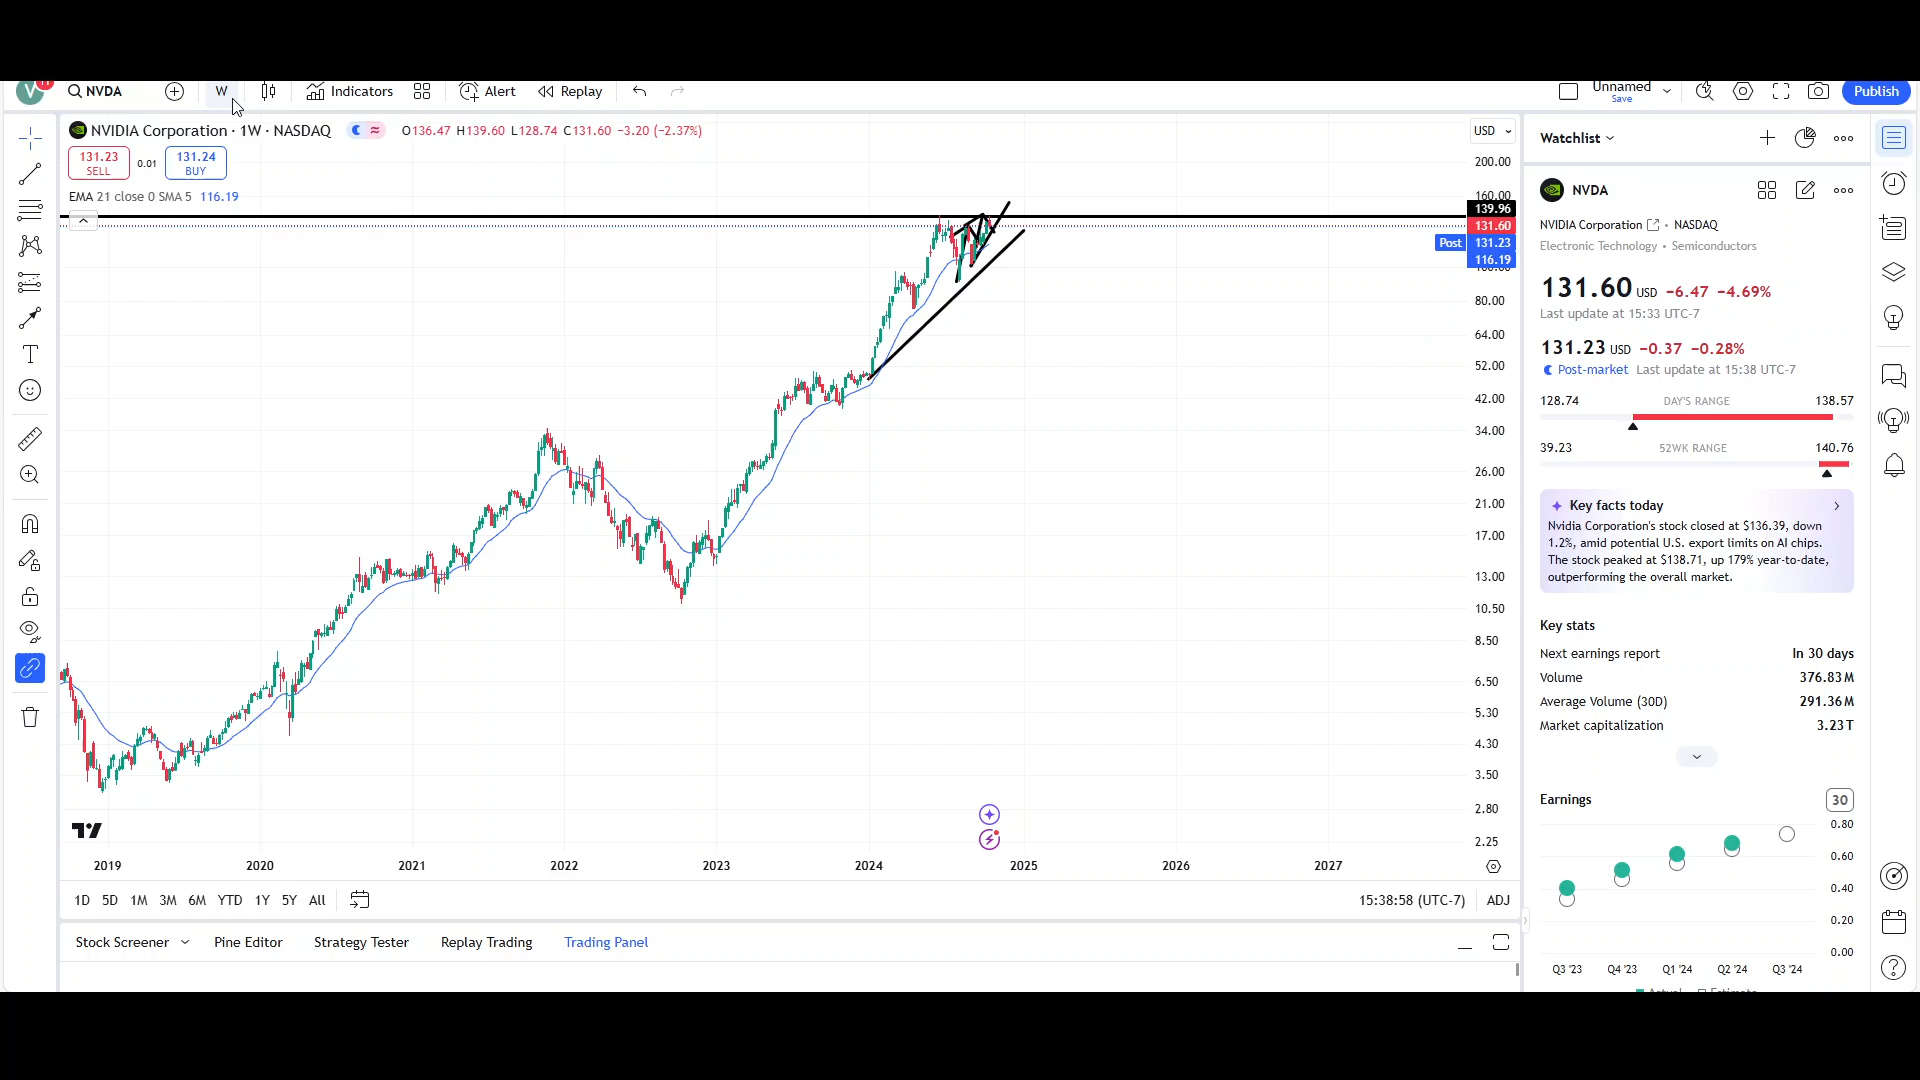 V 11 NVDA W Indicators Alert Replay Unnamed Save Publish
NVIDIA Corporation · 1W · NASDAQ O136.47 H139.60 L128.74 C131.60 −3.20 (−2.37%)
131.23 SELL 0.01 131.24 BUY
EMA 21 close 0 SMA 5 116.19
USD
200.00
160.00
139.96
131.60
Post 131.23
116.19
80.00
64.00
52.00
42.00
34.00
26.00
21.00
17.00
13.00
10.50
8.50
6.50
5.30
4.30
3.50
2.80
2.25
2019 2020 2021 2022 2023 2024 2025 2026 2027
1D 5D 1M 3M 6M YTD 1Y 5Y All 15:38:58 (UTC-7) ADJ
Stock Screener Pine Editor Strategy Tester Replay Trading Trading Panel
Watchlist
NVDA
NVIDIA Corporation • NASDAQ
Electronic Technology • Semiconductors
131.60 USD −6.47 −4.69%
Last update at 15:33 UTC-7
131.23 USD −0.37 −0.28%
Post-market Last update at 15:38 UTC-7
128.74 DAY'S RANGE 138.57
39.23 52WK RANGE 140.76
Key facts today
Nvidia Corporation's stock closed at $136.39, down
1.2%, amid potential U.S. export limits on AI chips.
The stock peaked at $138.71, up 179% year-to-date,
outperforming the overall market.
Key stats
Next earnings report In 30 days
Volume 376.83 M
Average Volume (30D) 291.36 M
Market capitalization 3.23 T
Earnings 30
0.80
0.60
0.40
0.20
0.00
Q3 '23 Q4 '23 Q1 '24 Q2 '24 Q3 '24